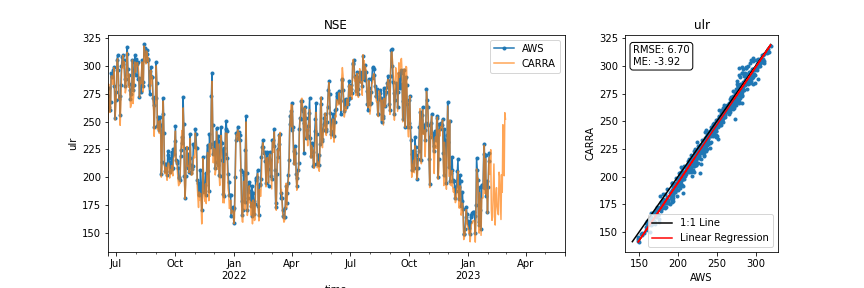 NSE
ulr
325
300
275
250
225
200
175
150
AWS
CARRA
Jul
Oct
Jan
2022
Apr
Jul
Oct
Jan
2023
Apr
time
ulr
CARRA
325
300
275
250
225
200
175
150
RMSE: 6.70
ME: -3.92
1:1 Line
Linear Regression
150
200
250
300
AWS